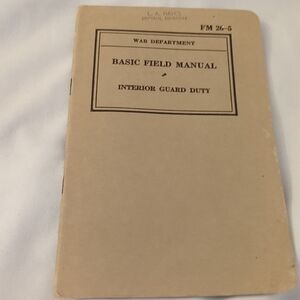 FM 26-5
WAR DEPARTMENT
BASIC FIELD MANUAL
INTERIOR GUARD DUTY